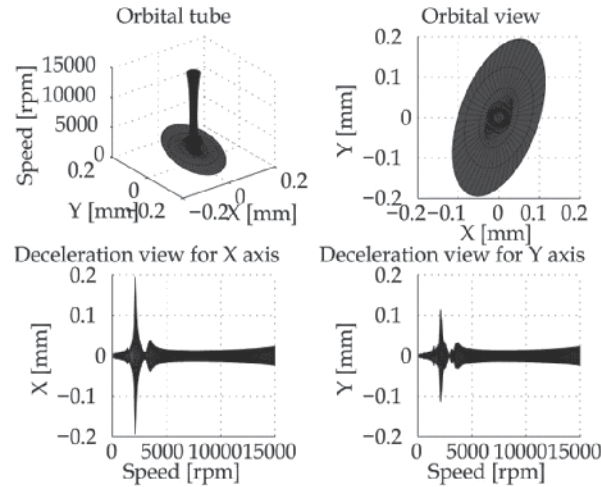 Orbital tube
Orbital view
15000
10000
5000
0
Speed [rpm]
0.2
0
−0.2
Y [mm]
−0.2
0
0.2
X [mm]
0.2
0.1
0
−0.1
−0.2
Y [mm]
−0.2 −0.1 0 0.1 0.2
X [mm]
Deceleration view for X axis
Deceleration view for Y axis
0.2
0.1
0
−0.1
−0.2
X [mm]
0 5000 10000 15000
Speed [rpm]
0.2
0.1
0
−0.1
−0.2
Y [mm]
0 5000 10000 15000
Speed [rpm]